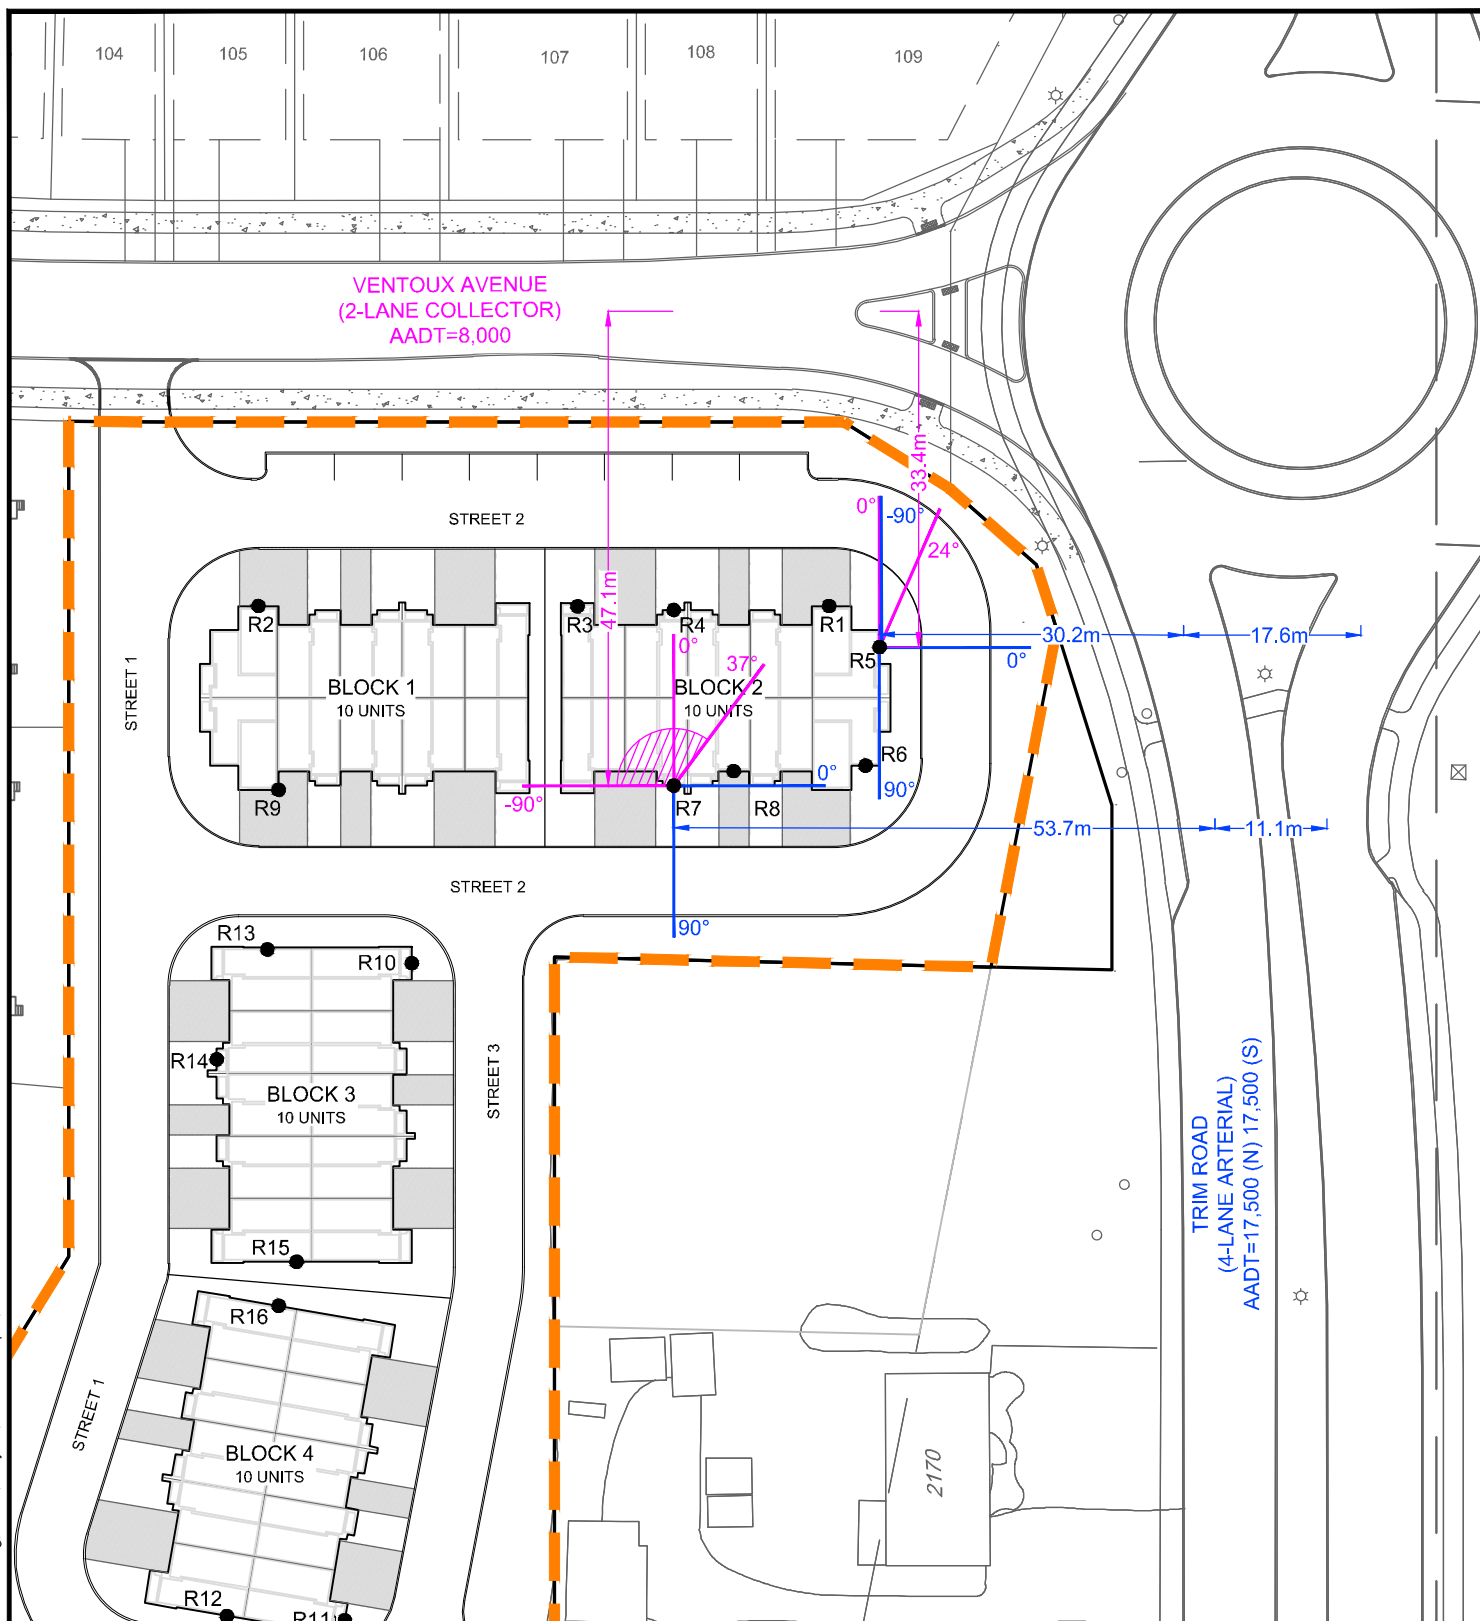 104
105
106
107
108
109
VENTOUX AVENUE
(2-LANE COLLECTOR)
AADT=8,000
33.4m
STREET 2
0°
-90°
24°
47.1m
R2
R3
R4
R1
30.2m
17.6m
0°
R5
0°
37°
STREET 1
BLOCK 1
10 UNITS
BLOCK 2
10 UNITS
R6
0°
90°
-90°
R9
R7
R8
53.7m
11.1m
STREET 2
90°
R13
R10
R14
STREET 3
BLOCK 3
10 UNITS
TRIM ROAD
(4-LANE ARTERIAL)
AADT=17,500 (N) 17,500 (S)
R15
R16
STREET 1
BLOCK 4
10 UNITS
2170
R12
R11